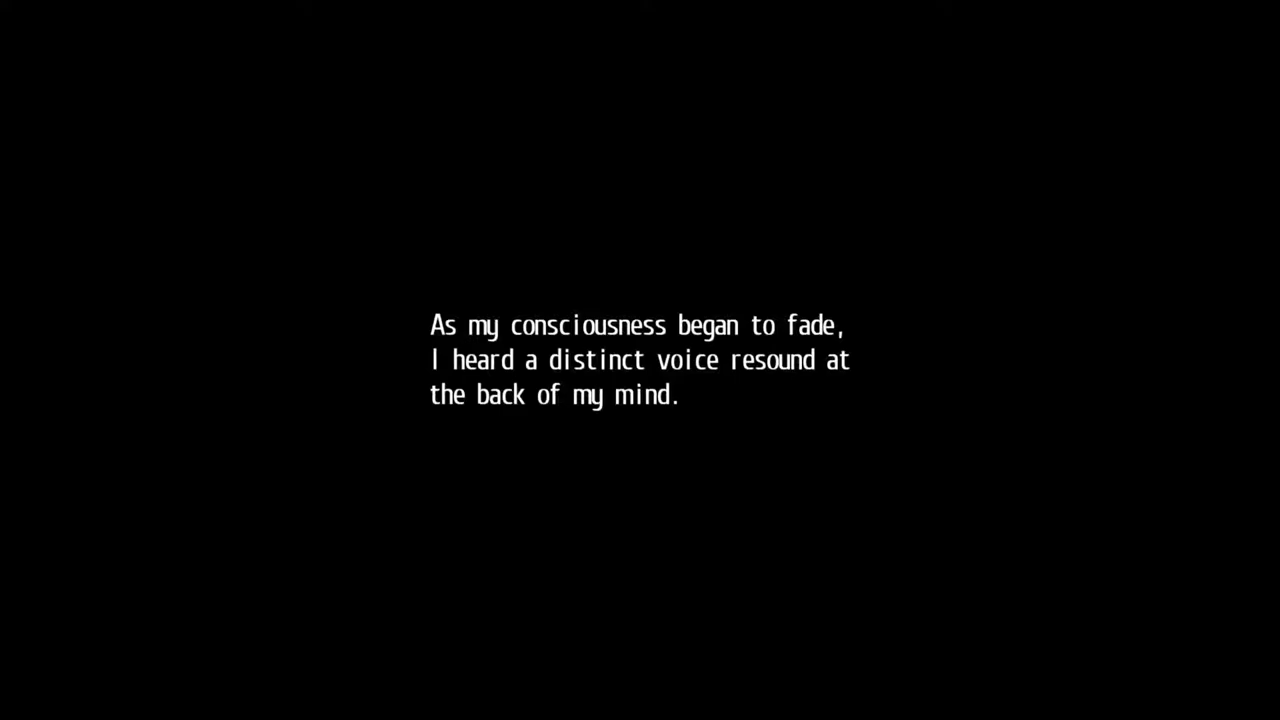 As my consciousness began to fade,
I heard a distinct voice resound at
the back of my mind.